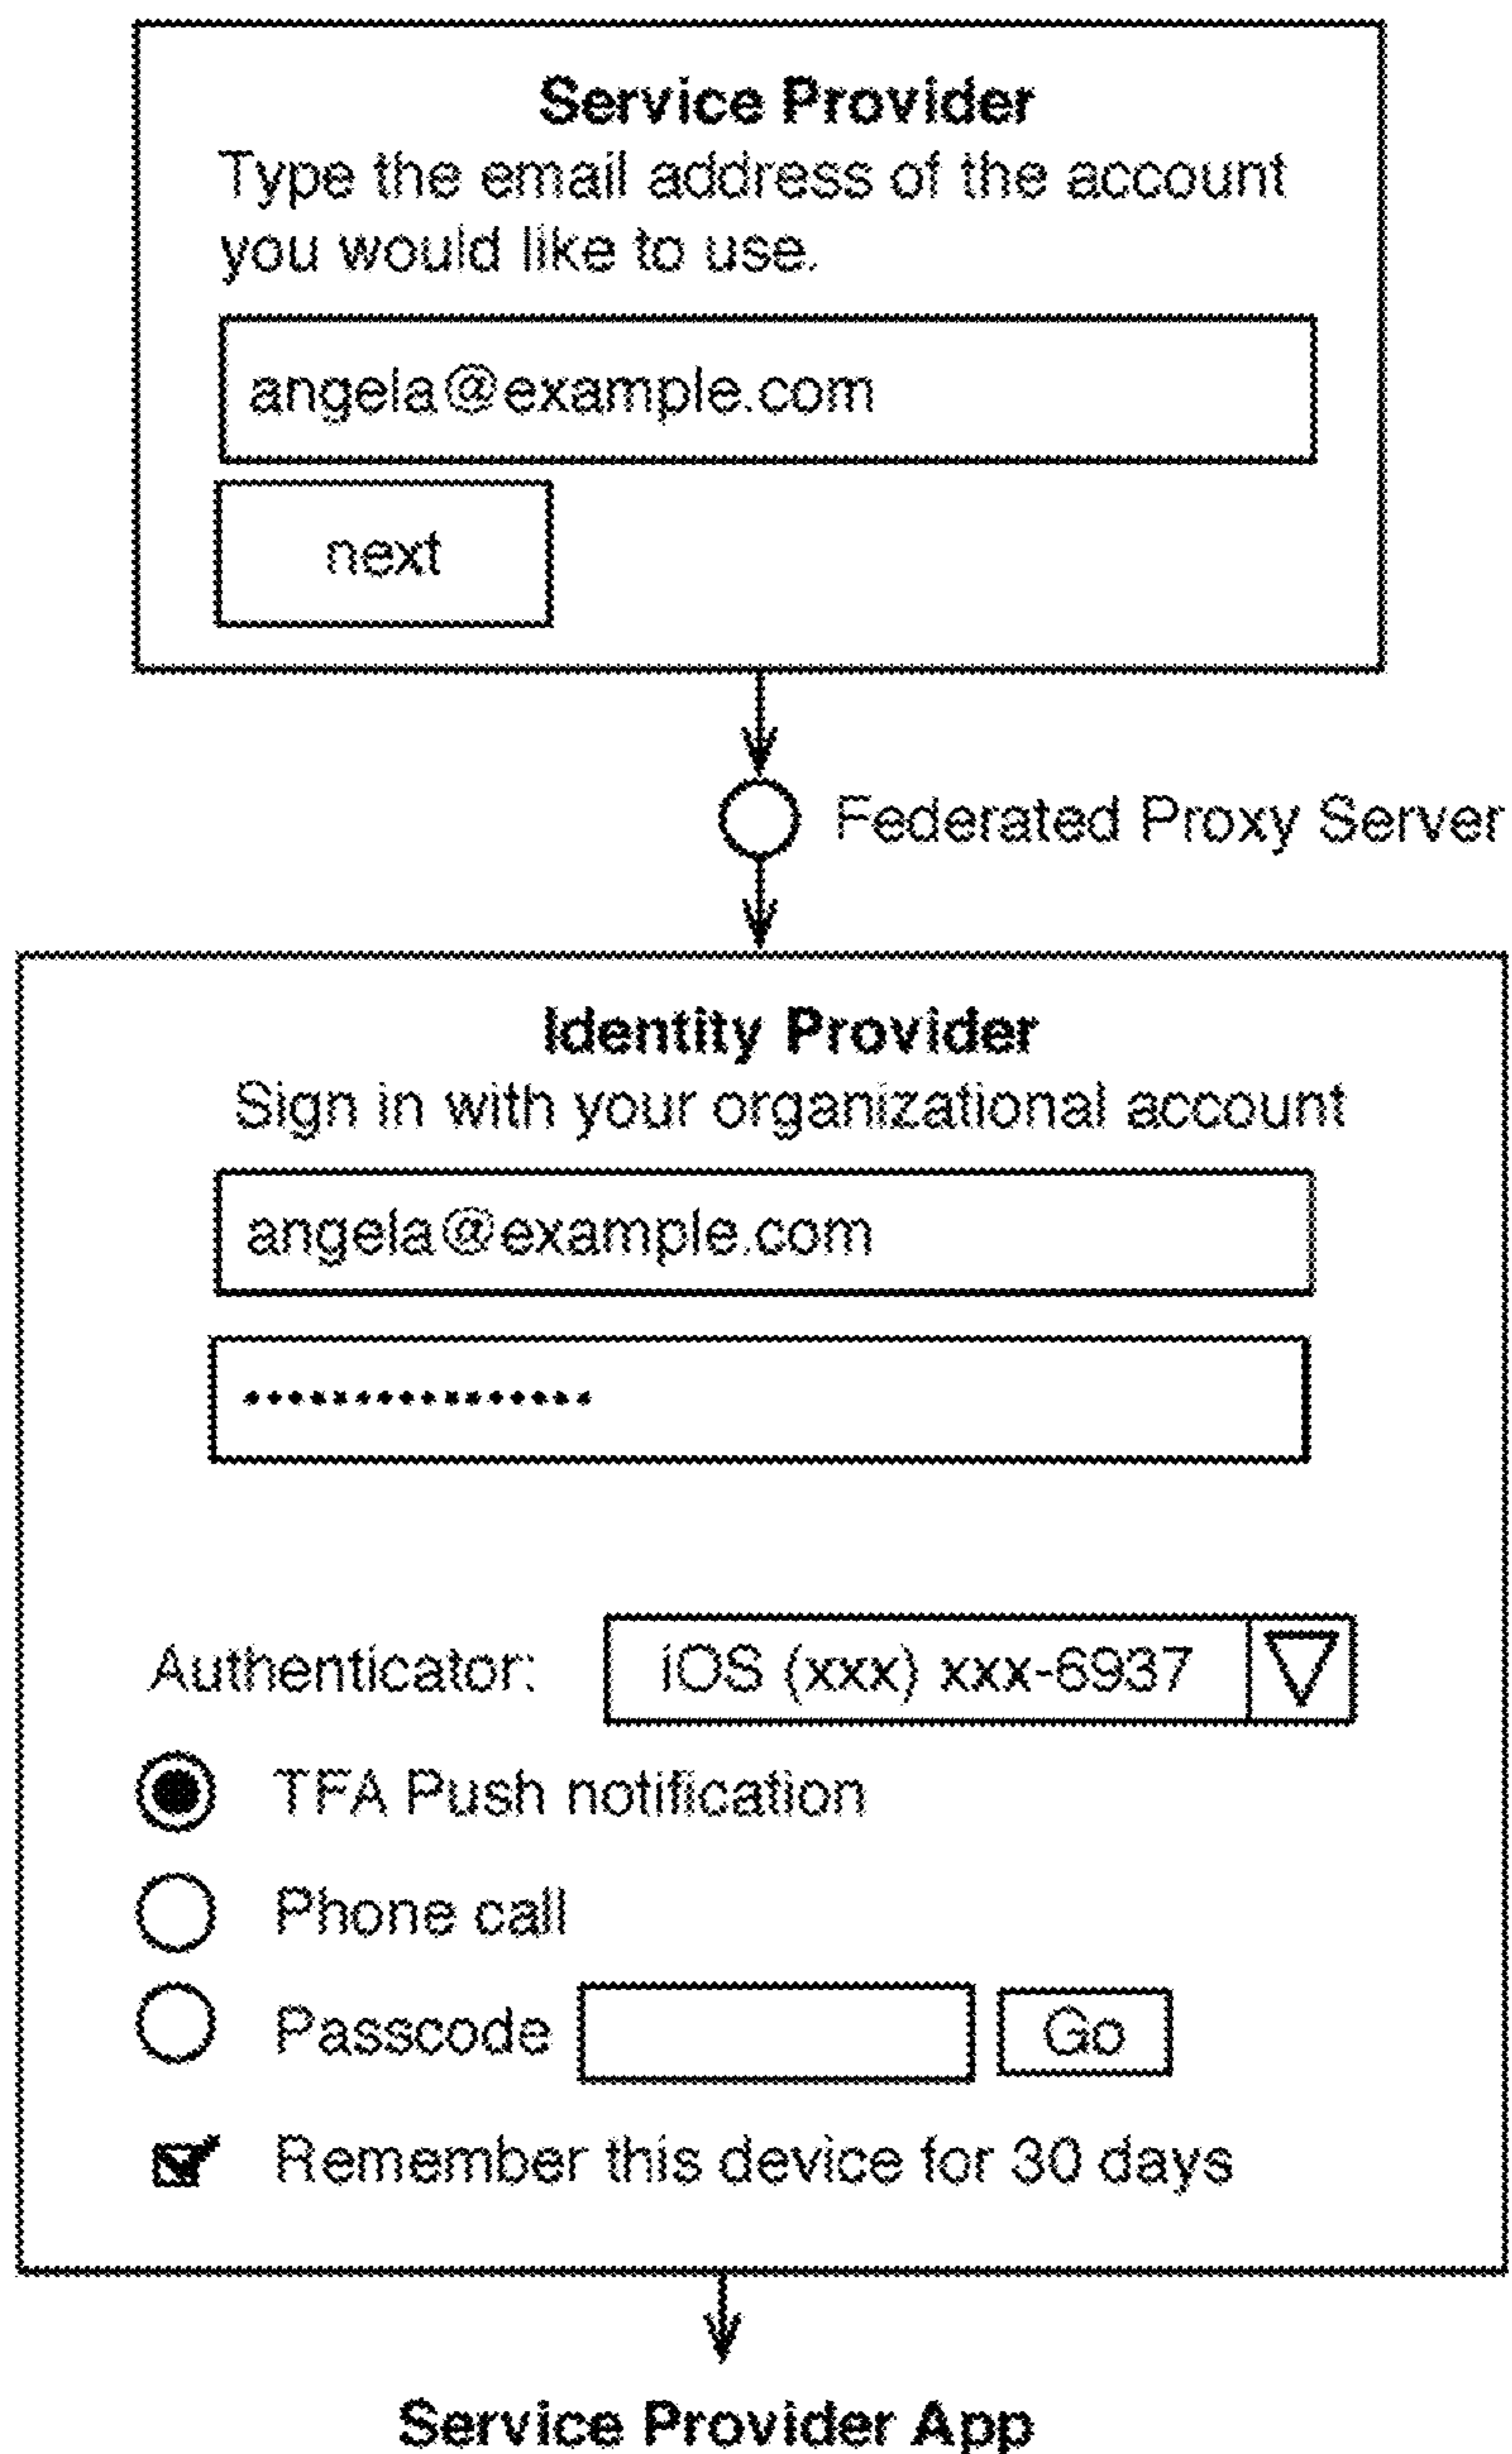 Service Provider
Type the email address of the account
you would like to use.
angela@example.com
next
Federated Proxy Server
Identity Provider
Sign in with your organizational account
angela@example.com
••••••••••••••••
Authenticator: iOS (xxx) xxx-6937
TFA Push notification
Phone call
Passcode Go
Remember this device for 30 days
Service Provider App